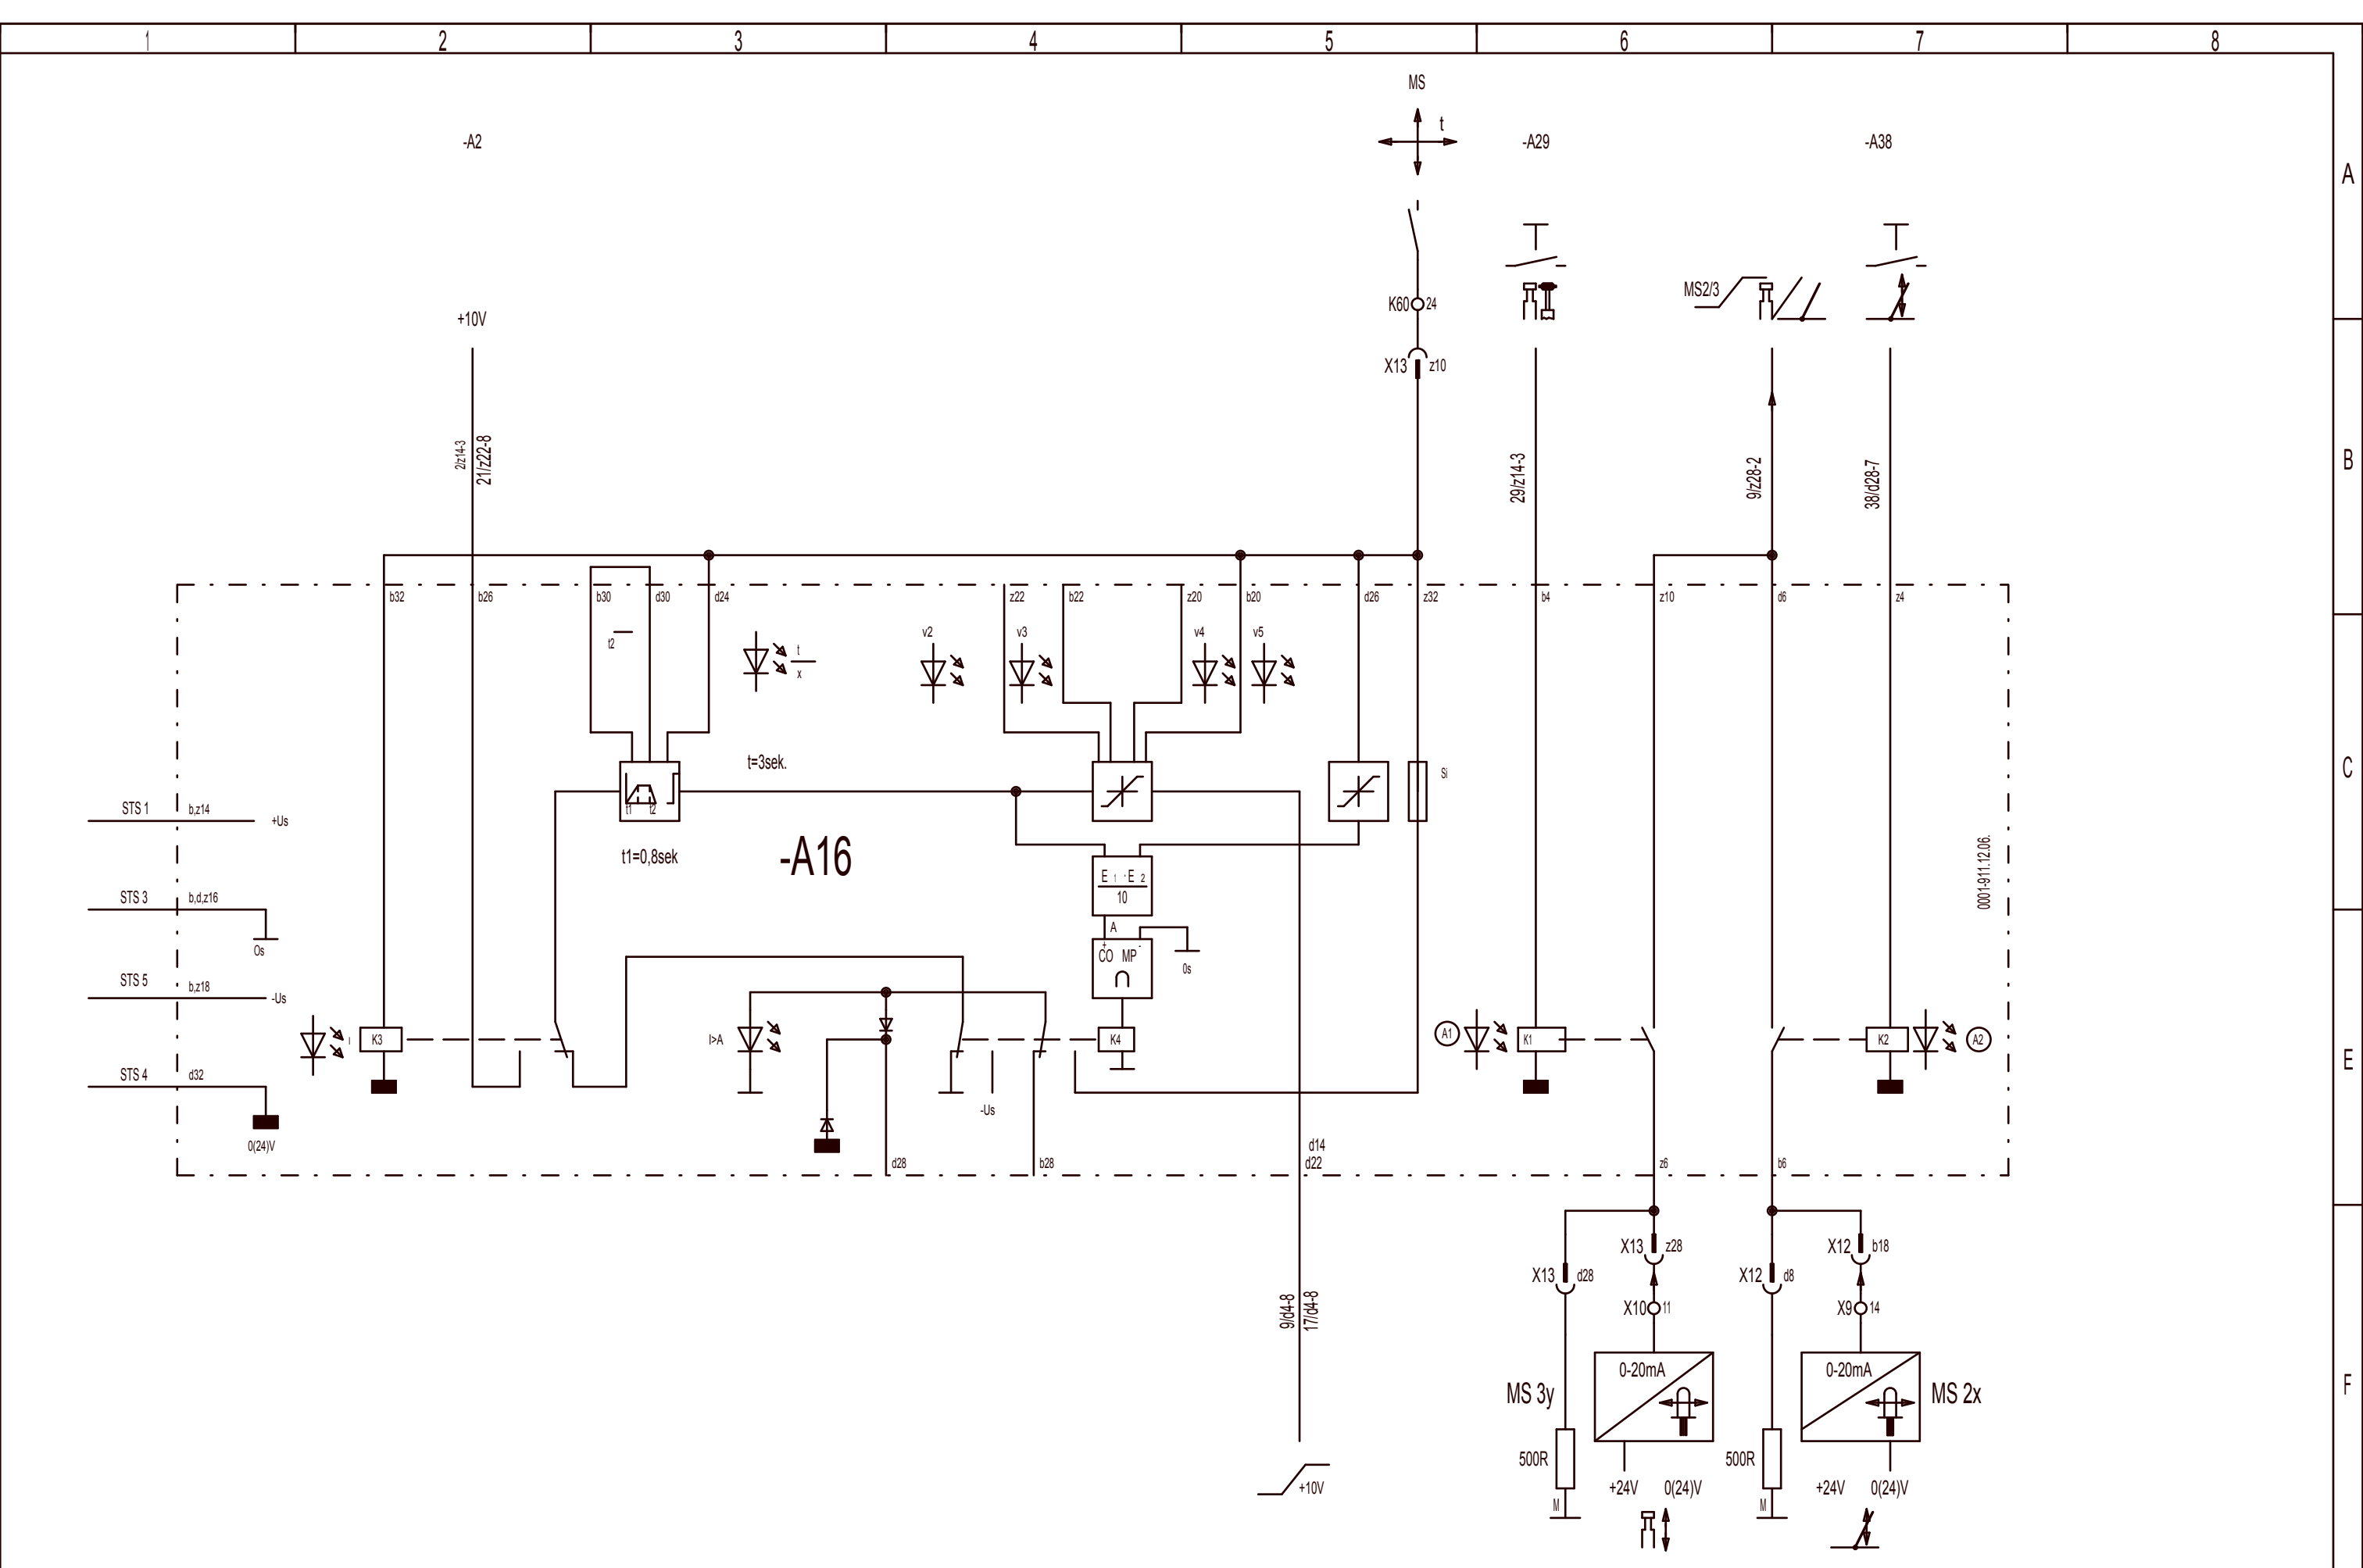 1 2 3 4 5 6 7 8
MS
t
-A2 -A29 -A38
A
MS2/3
K60 24
+10V
X13 z10
2/z14-3
21/z22-8
29/z14-3
9/z28-2
38/d28-7
B
b32 b26 b30 d30 d24 z22 b22 z20 b20 d26 z32 b4 z10 d6 z4
t2
t
x
v2 v3 v4 v5
t=3sek.
Si
C
STS 1 b,z14
+Us
t1 t2
t1=0,8sek
-A16
0001-911.12.06.
E 1 · E 2
10
STS 3 b,d,z16
Os
A
+ -
CO MP
0s
STS 5 b,z18
-Us
I
K3
I>A
K4
A1
K1
K2
A2
E
STS 4 d32
-Us
0(24)V
d14
d22
d28 b28 z6 b6
X13 z28
X12 b18
X13 d28
X12 d8
9/d4-8
17/d4-8
X10 11
X9 14
0-20mA
0-20mA
MS 3y
MS 2x
F
500R
500R
+10V
+24V 0(24)V
+24V 0(24)V
M
M